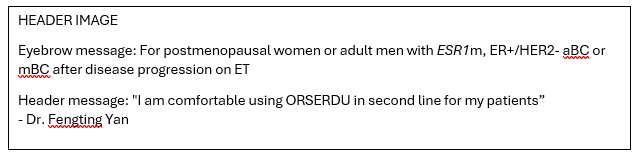 HEADER IMAGE
Eyebrow message: For postmenopausal women or adult men with ESR1m, ER+/HER2- aBC or
mBC after disease progression on ET
Header message: "I am comfortable using ORSERDU in second line for my patients”
- Dr. Fengting Yan